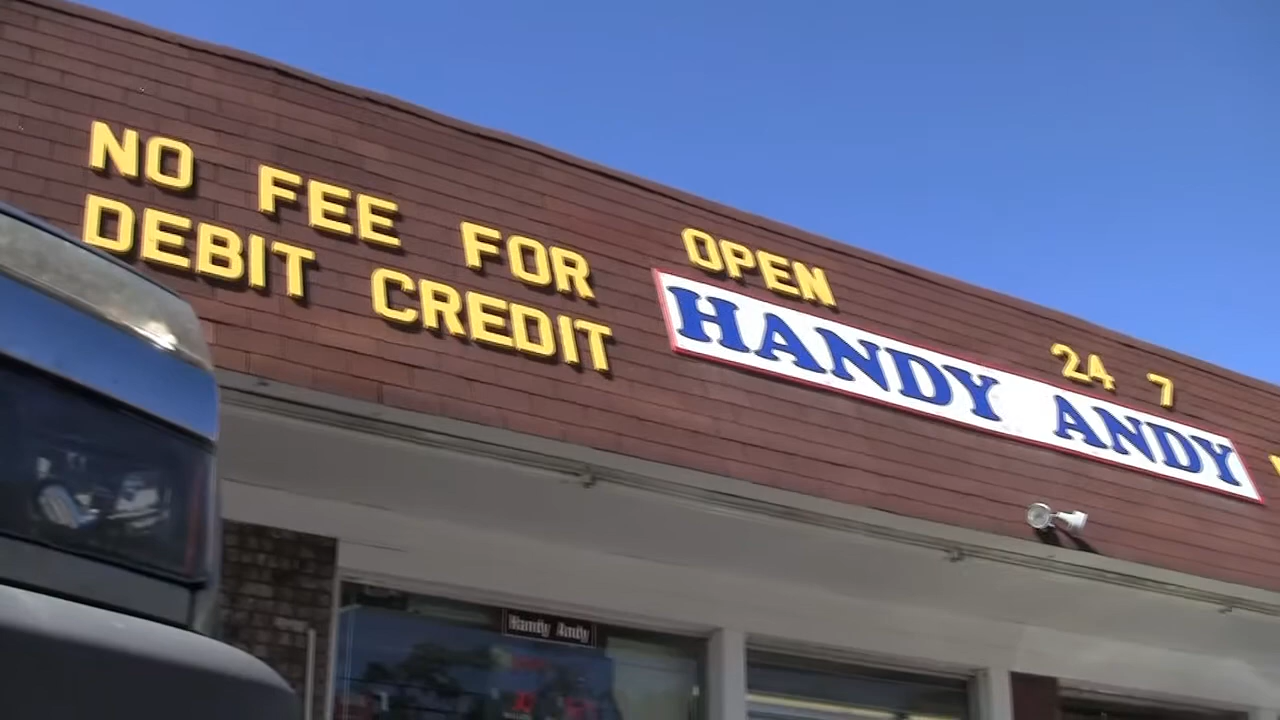 NO FEE FOR
DEBIT CREDIT
OPEN 24 7
HANDY ANDY
Handy Andy